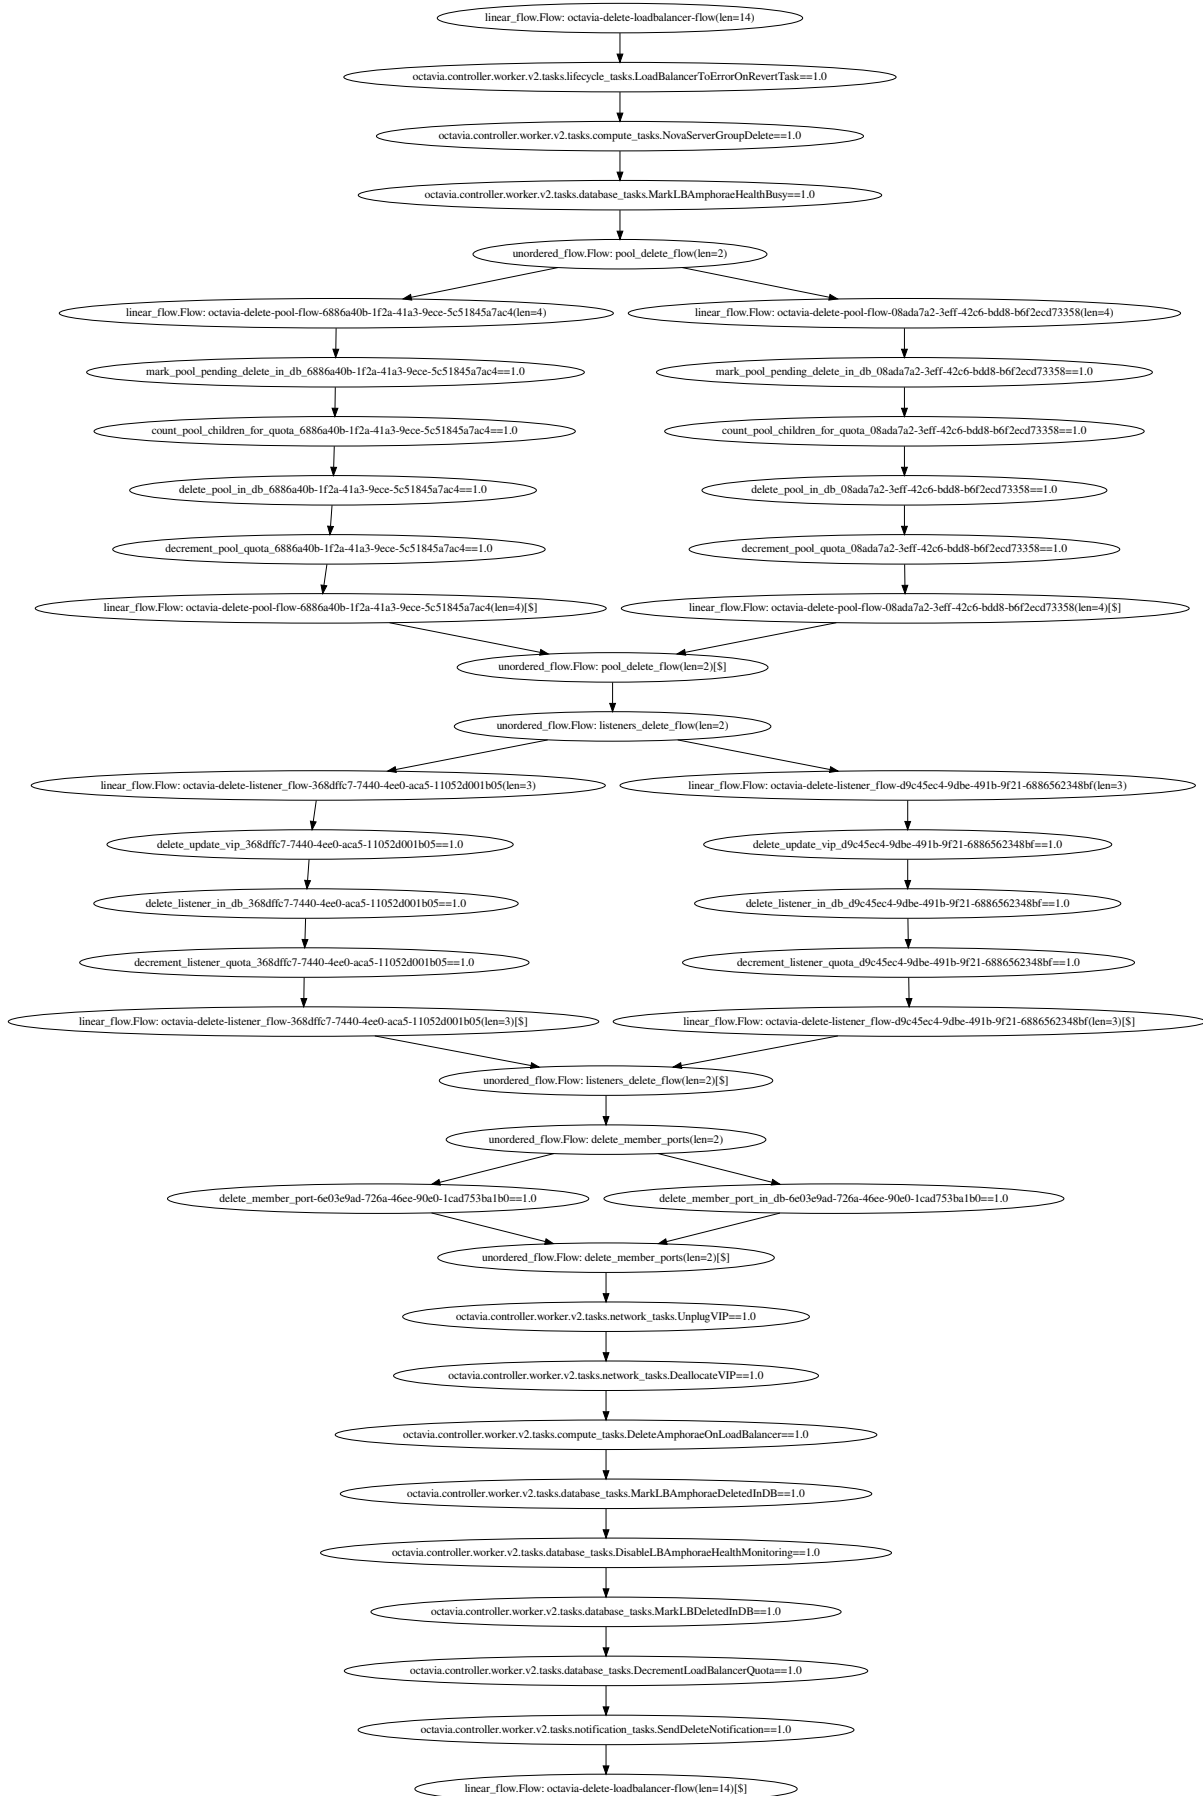 linear_flow.Flow: octavia-delete-loadbalancer-flow(len=14)
octavia.controller.worker.v2.tasks.lifecycle_tasks.LoadBalancerToErrorOnRevertTask==1.0
octavia.controller.worker.v2.tasks.compute_tasks.NovaServerGroupDelete==1.0
octavia.controller.worker.v2.tasks.database_tasks.MarkLBAmphoraeHealthBusy==1.0
unordered_flow.Flow: pool_delete_flow(len=2)
linear_flow.Flow: octavia-delete-pool-flow-6886a40b-1f2a-41a3-9ece-5c51845a7ac4(len=4)
linear_flow.Flow: octavia-delete-pool-flow-08ada7a2-3eff-42c6-bdd8-b6f2ecd73358(len=4)
mark_pool_pending_delete_in_db_6886a40b-1f2a-41a3-9ece-5c51845a7ac4==1.0
mark_pool_pending_delete_in_db_08ada7a2-3eff-42c6-bdd8-b6f2ecd73358==1.0
count_pool_children_for_quota_6886a40b-1f2a-41a3-9ece-5c51845a7ac4==1.0
count_pool_children_for_quota_08ada7a2-3eff-42c6-bdd8-b6f2ecd73358==1.0
delete_pool_in_db_6886a40b-1f2a-41a3-9ece-5c51845a7ac4==1.0
delete_pool_in_db_08ada7a2-3eff-42c6-bdd8-b6f2ecd73358==1.0
decrement_pool_quota_6886a40b-1f2a-41a3-9ece-5c51845a7ac4==1.0
decrement_pool_quota_08ada7a2-3eff-42c6-bdd8-b6f2ecd73358==1.0
linear_flow.Flow: octavia-delete-pool-flow-6886a40b-1f2a-41a3-9ece-5c51845a7ac4(len=4)[$]
linear_flow.Flow: octavia-delete-pool-flow-08ada7a2-3eff-42c6-bdd8-b6f2ecd73358(len=4)[$]
unordered_flow.Flow: pool_delete_flow(len=2)[$]
unordered_flow.Flow: listeners_delete_flow(len=2)
linear_flow.Flow: octavia-delete-listener_flow-368dffc7-7440-4ee0-aca5-11052d001b05(len=3)
linear_flow.Flow: octavia-delete-listener_flow-d9c45ec4-9dbe-491b-9f21-6886562348bf(len=3)
delete_update_vip_368dffc7-7440-4ee0-aca5-11052d001b05==1.0
delete_update_vip_d9c45ec4-9dbe-491b-9f21-6886562348bf==1.0
delete_listener_in_db_368dffc7-7440-4ee0-aca5-11052d001b05==1.0
delete_listener_in_db_d9c45ec4-9dbe-491b-9f21-6886562348bf==1.0
decrement_listener_quota_368dffc7-7440-4ee0-aca5-11052d001b05==1.0
decrement_listener_quota_d9c45ec4-9dbe-491b-9f21-6886562348bf==1.0
linear_flow.Flow: octavia-delete-listener_flow-368dffc7-7440-4ee0-aca5-11052d001b05(len=3)[$]
linear_flow.Flow: octavia-delete-listener_flow-d9c45ec4-9dbe-491b-9f21-6886562348bf(len=3)[$]
unordered_flow.Flow: listeners_delete_flow(len=2)[$]
unordered_flow.Flow: delete_member_ports(len=2)
delete_member_port-6e03e9ad-726a-46ee-90e0-1cad753ba1b0==1.0
delete_member_port_in_db-6e03e9ad-726a-46ee-90e0-1cad753ba1b0==1.0
unordered_flow.Flow: delete_member_ports(len=2)[$]
octavia.controller.worker.v2.tasks.network_tasks.UnplugVIP==1.0
octavia.controller.worker.v2.tasks.network_tasks.DeallocateVIP==1.0
octavia.controller.worker.v2.tasks.compute_tasks.DeleteAmphoraeOnLoadBalancer==1.0
octavia.controller.worker.v2.tasks.database_tasks.MarkLBAmphoraeDeletedInDB==1.0
octavia.controller.worker.v2.tasks.database_tasks.DisableLBAmphoraeHealthMonitoring==1.0
octavia.controller.worker.v2.tasks.database_tasks.MarkLBDeletedInDB==1.0
octavia.controller.worker.v2.tasks.database_tasks.DecrementLoadBalancerQuota==1.0
octavia.controller.worker.v2.tasks.notification_tasks.SendDeleteNotification==1.0
linear_flow.Flow: octavia-delete-loadbalancer-flow(len=14)[$]